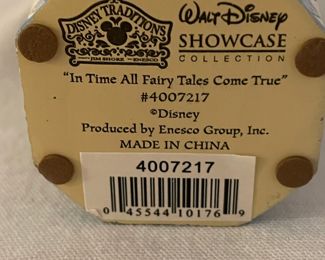 DISNEY TRADITIONS
JIM SHORE ENESCO
WALT DISNEY
SHOWCASE
COLLECTION
"In Time All Fairy Tales Come True"
#4007217
©Disney
Produced by Enesco Group, Inc.
MADE IN CHINA
4007217
0 45544 10176 9